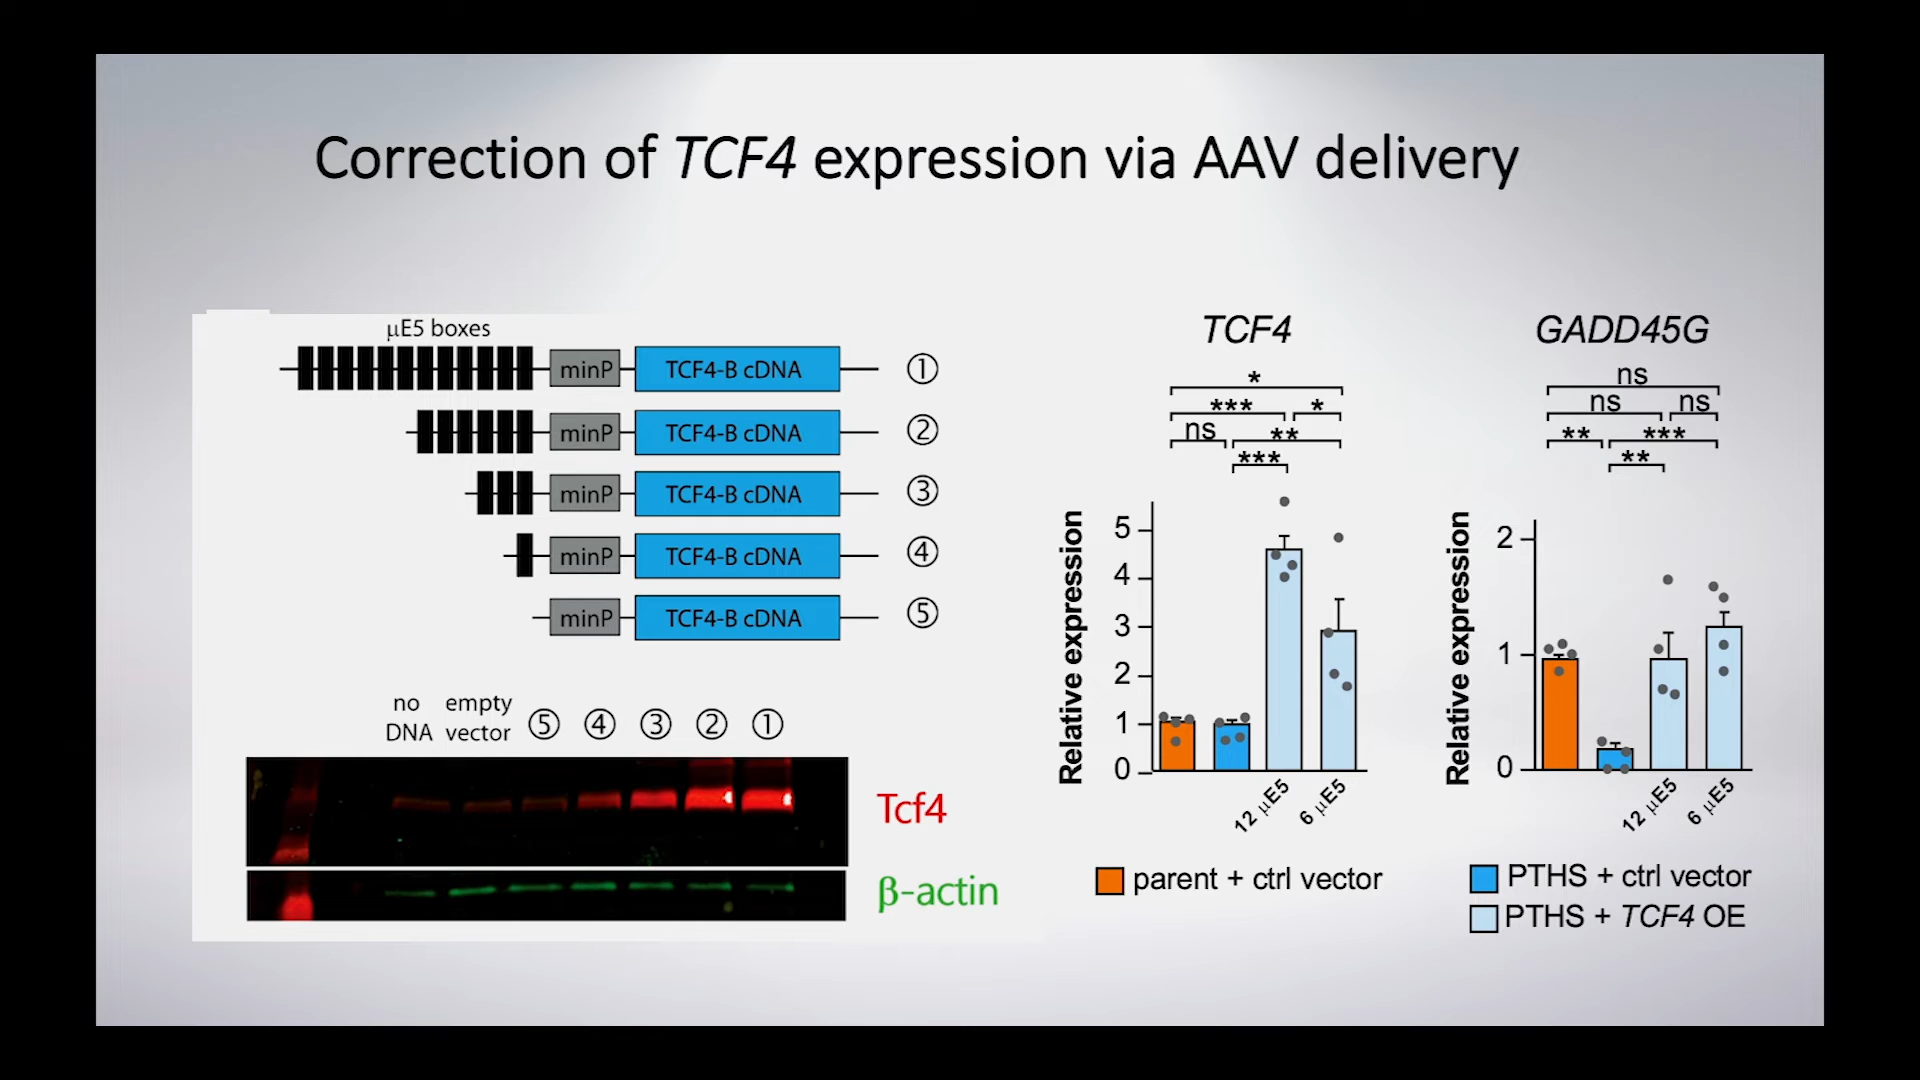 Correction of TCF4 expression via AAV delivery
μE5 boxes
minP TCF4-B cDNA ①
minP TCF4-B cDNA ②
minP TCF4-B cDNA ③
minP TCF4-B cDNA ④
minP TCF4-B cDNA ⑤
no DNA empty vector ⑤ ④ ③ ② ①
Tcf4
β-actin
TCF4
*
*** *
ns **
***
Relative expression
5
4
3
2
1
0
12 μE5 6 μE5
parent + ctrl vector
GADD45G
ns
ns ns
** ***
**
Relative expression
2
1
0
12 μE5 6 μE5
PTHS + ctrl vector
PTHS + TCF4 OE